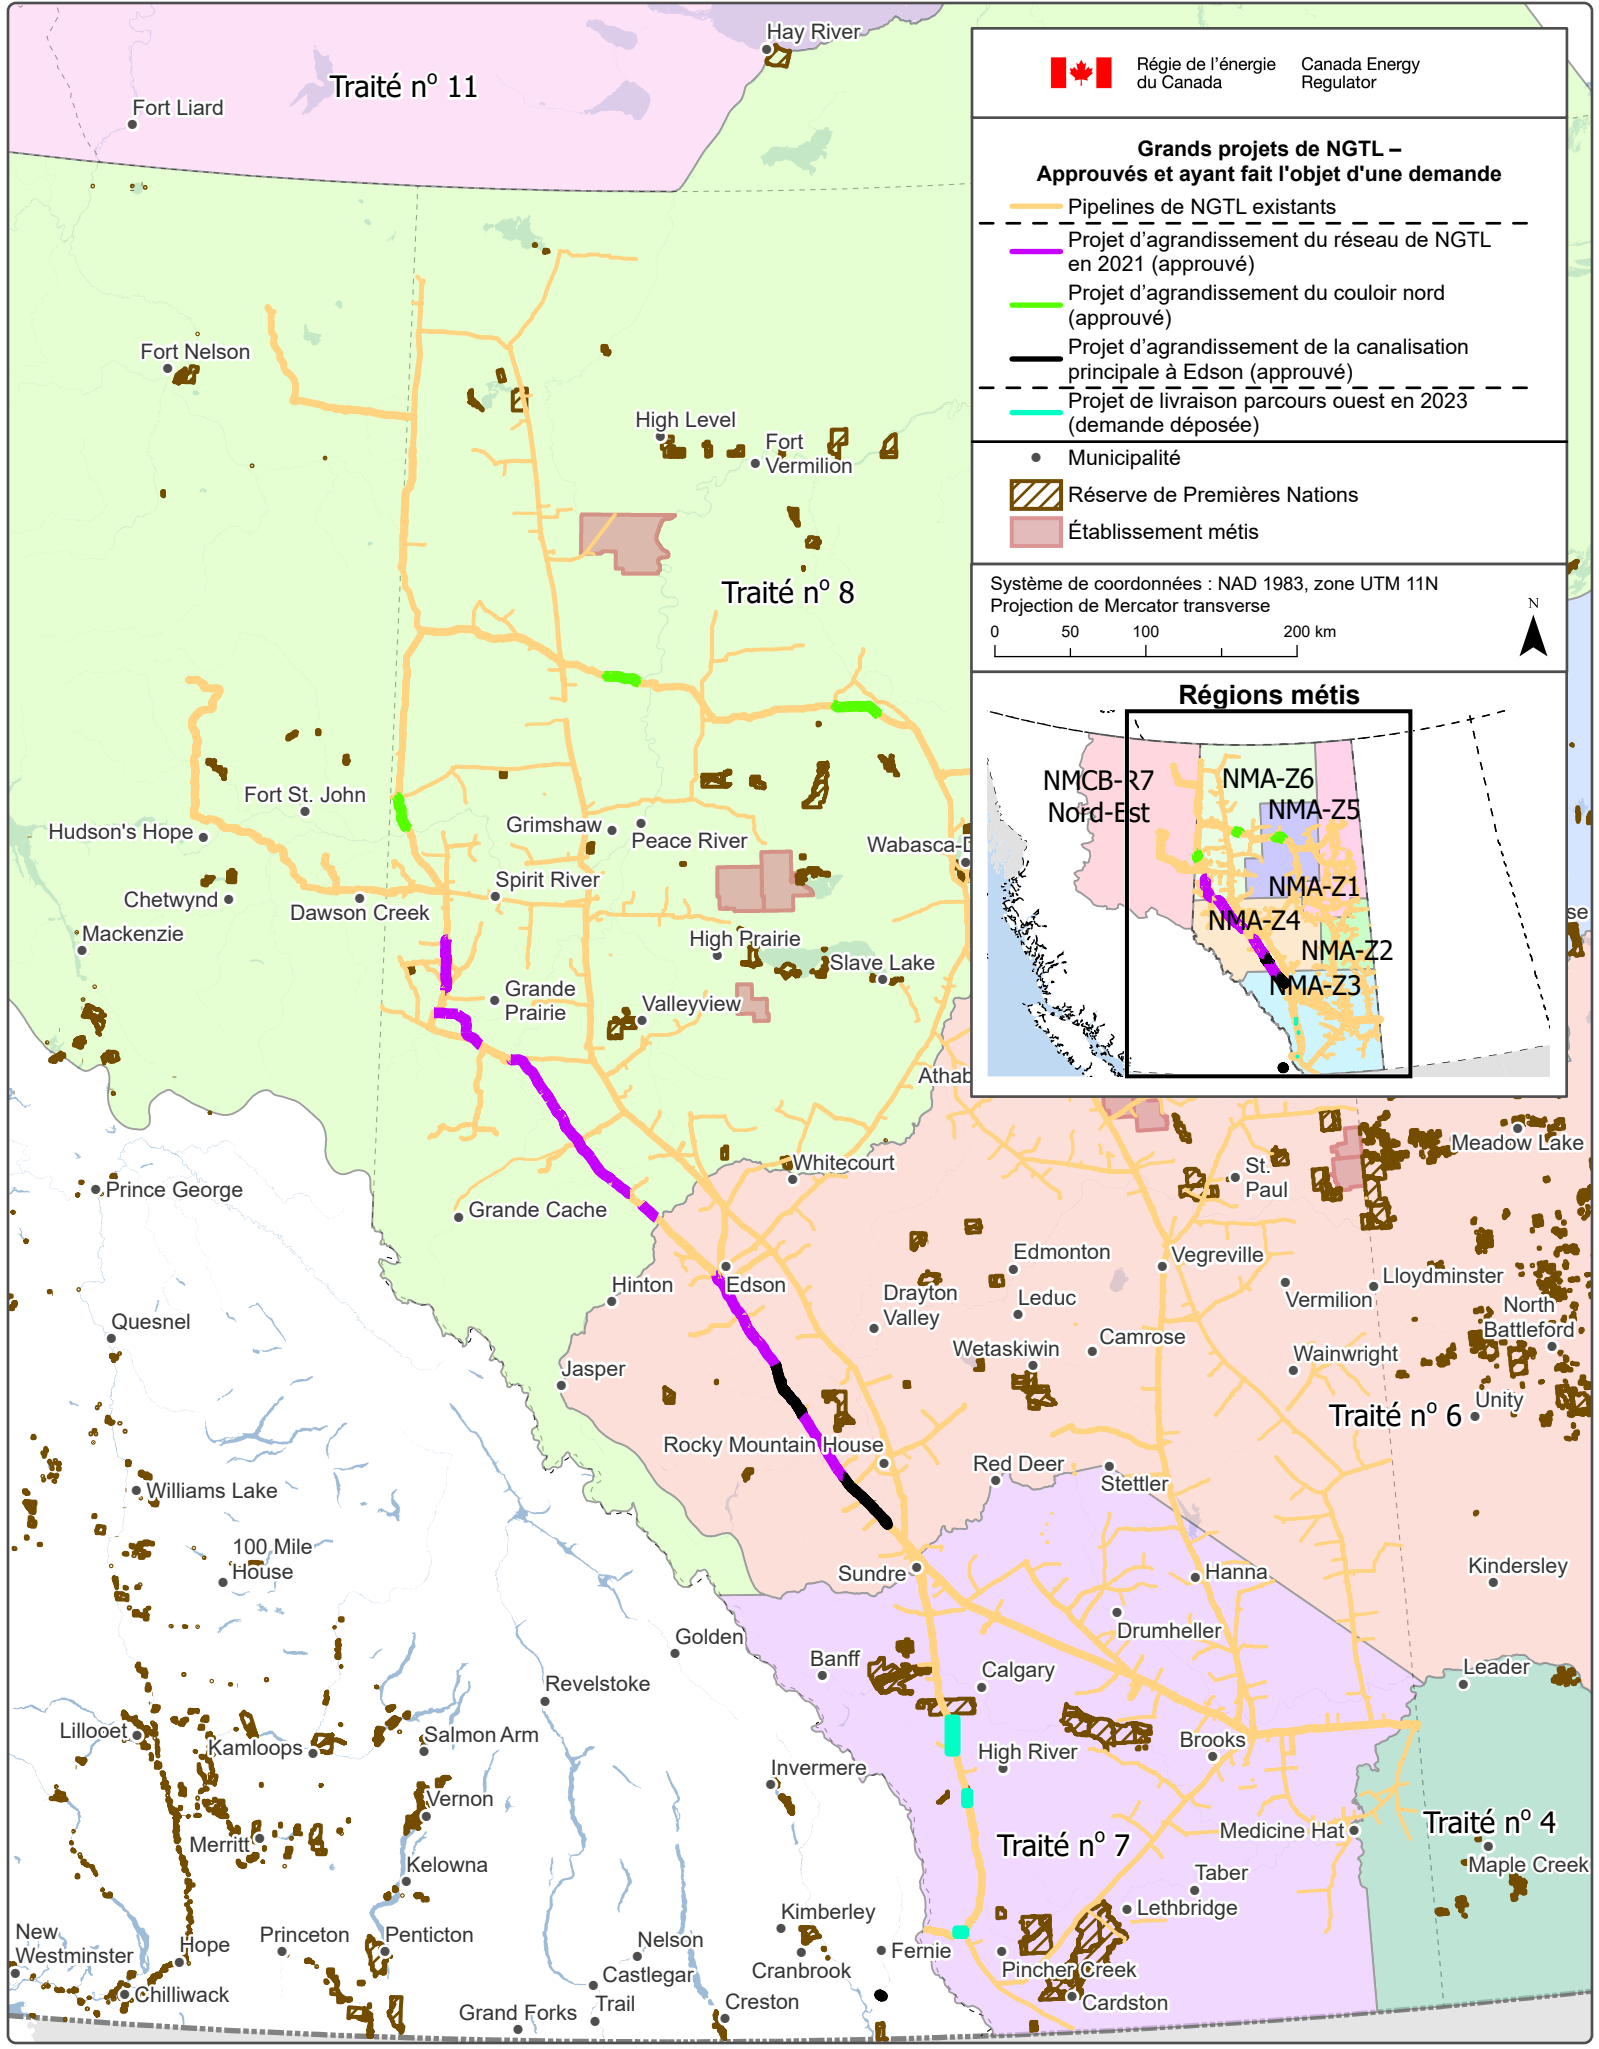 Hay River
Traité nº 11
Fort Liard
Régie de l’énergie
du Canada
Canada Energy
Regulator
Grands projets de NGTL –
Approuvés et ayant fait l'objet d'une demande
Pipelines de NGTL existants
Projet d’agrandissement du réseau de NGTL
en 2021 (approuvé)
Projet d’agrandissement du couloir nord
(approuvé)
Projet d’agrandissement de la canalisation
principale à Edson (approuvé)
Projet de livraison parcours ouest en 2023
(demande déposée)
Municipalité
Réserve de Premières Nations
Établissement métis
Système de coordonnées : NAD 1983, zone UTM 11N
Projection de Mercator transverse
0 50 100 200 km
N
Régions métis
NMCB-R7
Nord-Est
NMA-Z6
NMA-Z5
NMA-Z1
NMA-Z4
NMA-Z2
NMA-Z3
Fort Nelson
High Level
Fort
Vermilion
Traité nº 8
Fort St. John
Hudson's Hope
Grimshaw
Peace River
Wabasca-D
Chetwynd
Spirit River
Dawson Creek
Mackenzie
High Prairie
Slave Lake
Grande
Prairie
Valleyview
se
Athab
Meadow Lake
Whitecourt
St.
Paul
Prince George
Grande Cache
Edmonton
Vegreville
Hinton
Edson
Drayton
Valley
Leduc
Lloydminster
Vermilion
North
Battleford
Quesnel
Wetaskiwin
Camrose
Wainwright
Jasper
Traité nº 6
Unity
Rocky Mountain House
Red Deer
Stettler
Williams Lake
100 Mile
House
Sundre
Hanna
Kindersley
Drumheller
Golden
Banff
Calgary
Leader
Revelstoke
Lillooet
Kamloops
Salmon Arm
High River
Brooks
Invermere
Vernon
Traité nº 4
Merritt
Traité nº 7
Medicine Hat
Kelowna
Taber
Maple Creek
Lethbridge
Kimberley
New
Westminster
Hope
Princeton
Penticton
Nelson
Fernie
Cranbrook
Pincher Creek
Castlegar
Chilliwack
Trail
Creston
Cardston
Grand Forks